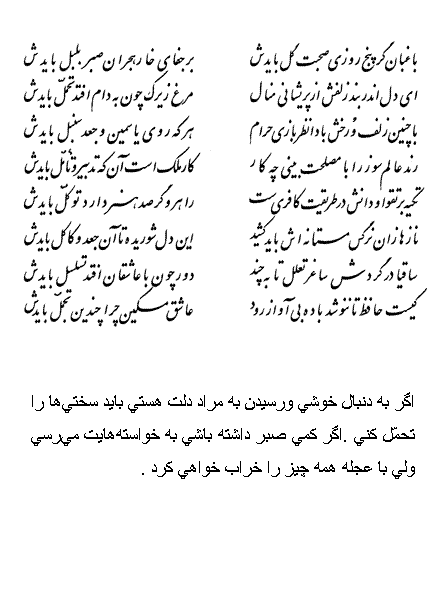 باغبان گر پنج روزی صحبت گل بایدش بر جفای خار هجران صبر بلبل بایدش
ای دل اندر بند زلفش از پریشانی منال مرغ زیرک چون به دام افتد تحمّل بایدش
با چنین زلف و رخش بادا نظربازی حرام هر که روی یاسمین و جعد سنبل بایدش
رند عالم سوز را با مصلحت بینی چه کار کار ملک است آن که تدبیر و تأمّل بایدش
تکیه بر تقوا و دانش در طریقت کافریست راهرو گر صد هنر دارد توکّل بایدش
نازها زان نرگس مستانه اش باید کشید این دل شوریده تا آن جعد و کاکل بایدش
ساقیا در گردش ساغر تعلل تا به چند دور چون با عاشقان افتد تسلسل بایدش
کیست حافظ تا ننوشد باده بی آواز رود عاشق مسکین چرا چندین تجمّل بایدش
اگر به دنبال خوشي ورسيدن به مراد دلت هستي بايد سختي‌ها را
تحمّل كني .اگر كمي صبر داشته باشي به خواسته‌هايت مي‌رسي
ولي با عجله همه چيز را خراب خواهي كرد .